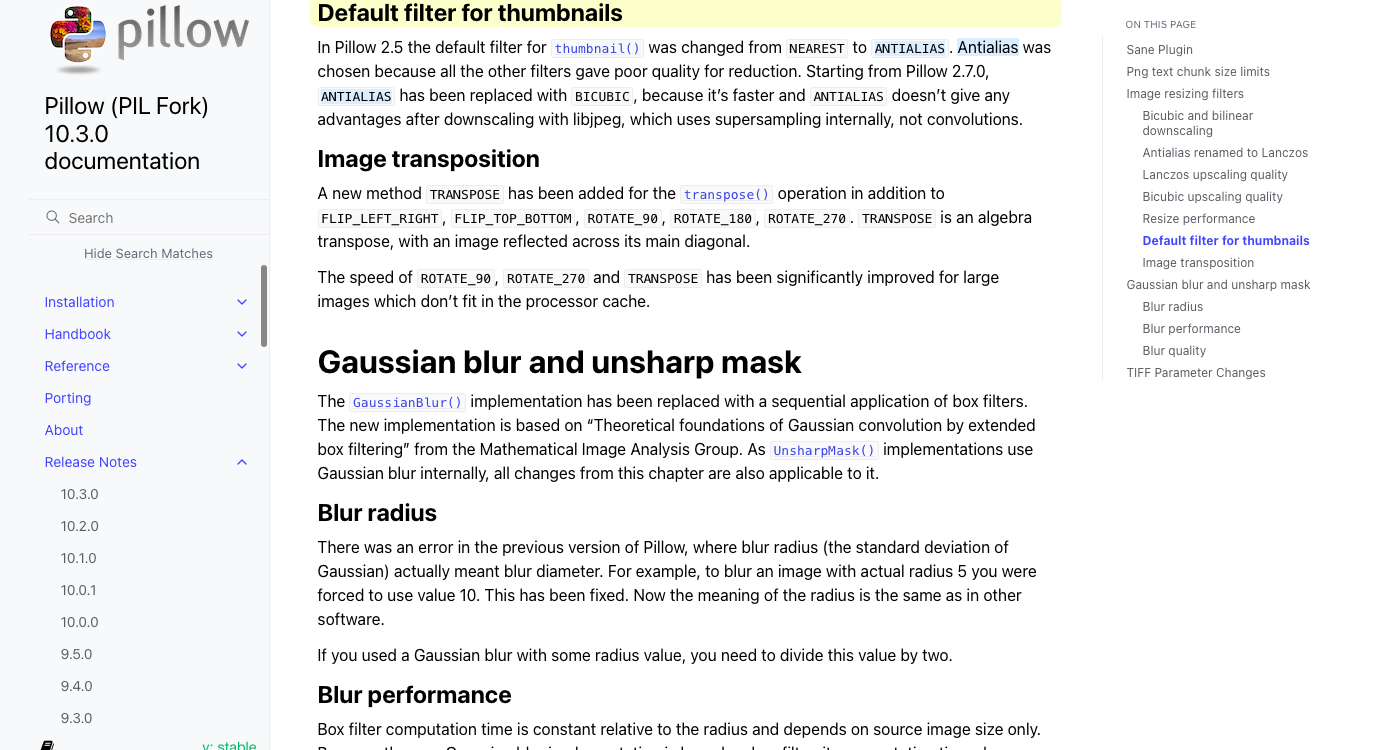 pillow
Pillow (PIL Fork)
10.3.0
documentation
Search
Hide Search Matches
Installation
Handbook
Reference
Porting
About
Release Notes
10.3.0
10.2.0
10.1.0
10.0.1
10.0.0
9.5.0
9.4.0
9.3.0
v: stable
Default filter for thumbnails
In Pillow 2.5 the default filter for thumbnail() was changed from NEAREST to ANTIALIAS. Antialias was
chosen because all the other filters gave poor quality for reduction. Starting from Pillow 2.7.0,
ANTIALIAS has been replaced with BICUBIC, because it’s faster and ANTIALIAS doesn’t give any
advantages after downscaling with libjpeg, which uses supersampling internally, not convolutions.
Image transposition
A new method TRANSPOSE has been added for the transpose() operation in addition to
FLIP_LEFT_RIGHT, FLIP_TOP_BOTTOM, ROTATE_90, ROTATE_180, ROTATE_270. TRANSPOSE is an algebra
transpose, with an image reflected across its main diagonal.
The speed of ROTATE_90, ROTATE_270 and TRANSPOSE has been significantly improved for large
images which don’t fit in the processor cache.
Gaussian blur and unsharp mask
The GaussianBlur() implementation has been replaced with a sequential application of box filters.
The new implementation is based on “Theoretical foundations of Gaussian convolution by extended
box filtering” from the Mathematical Image Analysis Group. As UnsharpMask() implementations use
Gaussian blur internally, all changes from this chapter are also applicable to it.
Blur radius
There was an error in the previous version of Pillow, where blur radius (the standard deviation of
Gaussian) actually meant blur diameter. For example, to blur an image with actual radius 5 you were
forced to use value 10. This has been fixed. Now the meaning of the radius is the same as in other
software.
If you used a Gaussian blur with some radius value, you need to divide this value by two.
Blur performance
Box filter computation time is constant relative to the radius and depends on source image size only.
ON THIS PAGE
Sane Plugin
Png text chunk size limits
Image resizing filters
Bicubic and bilinear
downscaling
Antialias renamed to Lanczos
Lanczos upscaling quality
Bicubic upscaling quality
Resize performance
Default filter for thumbnails
Image transposition
Gaussian blur and unsharp mask
Blur radius
Blur performance
Blur quality
TIFF Parameter Changes